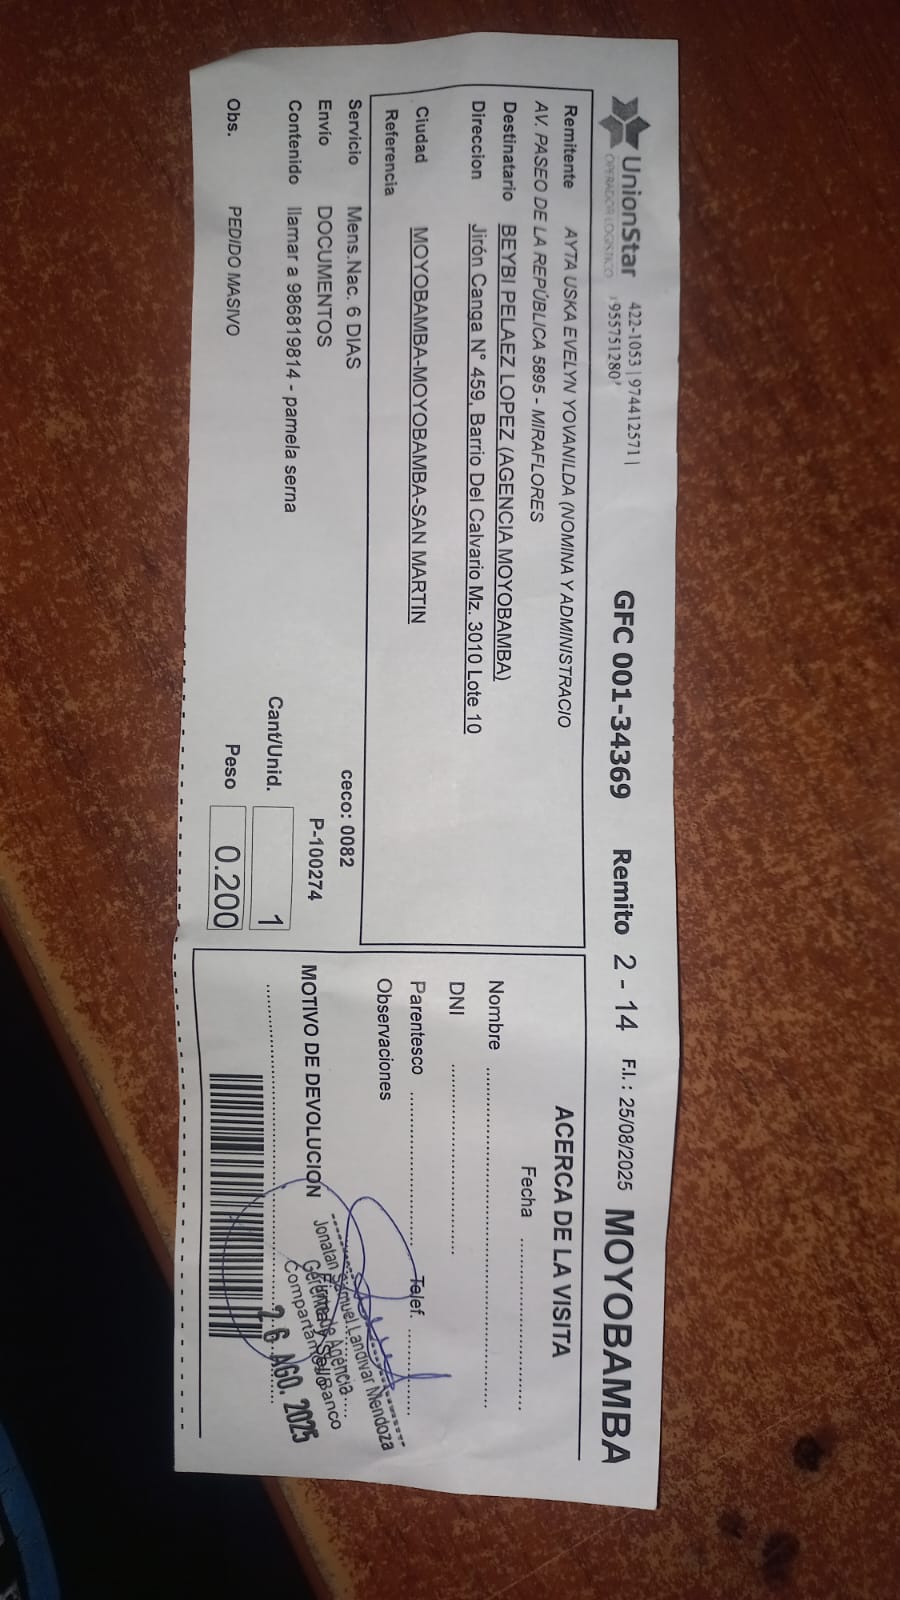 UnionStar
OPERADOR LOGISTICO
422-1053 | 974412571 |
955751280
GFC 001-34369 Remito 2 - 14 F.I. : 25/08/2025 MOYOBAMBA
Remitente AYTA USKA EVELYN YOVANILDA (NOMINA Y ADMINISTRACIO
AV. PASEO DE LA REPÚBLICA 5895 - MIRAFLORES
Destinatario BEYBI PELAEZ LOPEZ (AGENCIA MOYOBAMBA)
Direccion Jirón Canga N° 459, Barrio Del Calvario Mz. 3010 Lote 10
Ciudad MOYOBAMBA-MOYOBAMBA-SAN MARTIN
Referencia
Servicio Mens.Nac. 6 DIAS ceco: 0082
Envío DOCUMENTOS P-100274
Contenido llamar a 986819814 - pamela serna
Cant/Unid. 1
Obs. PEDIDO MASIVO Peso 0.200
ACERCA DE LA VISITA
Fecha
Nombre
DNI
Parentesco Telef.
Observaciones
MOTIVO DE DEVOLUCION
Jonatan Samuel Landivar Mendoza
Gerente de Agencia
Compartamos Banco
26 AGO. 2025